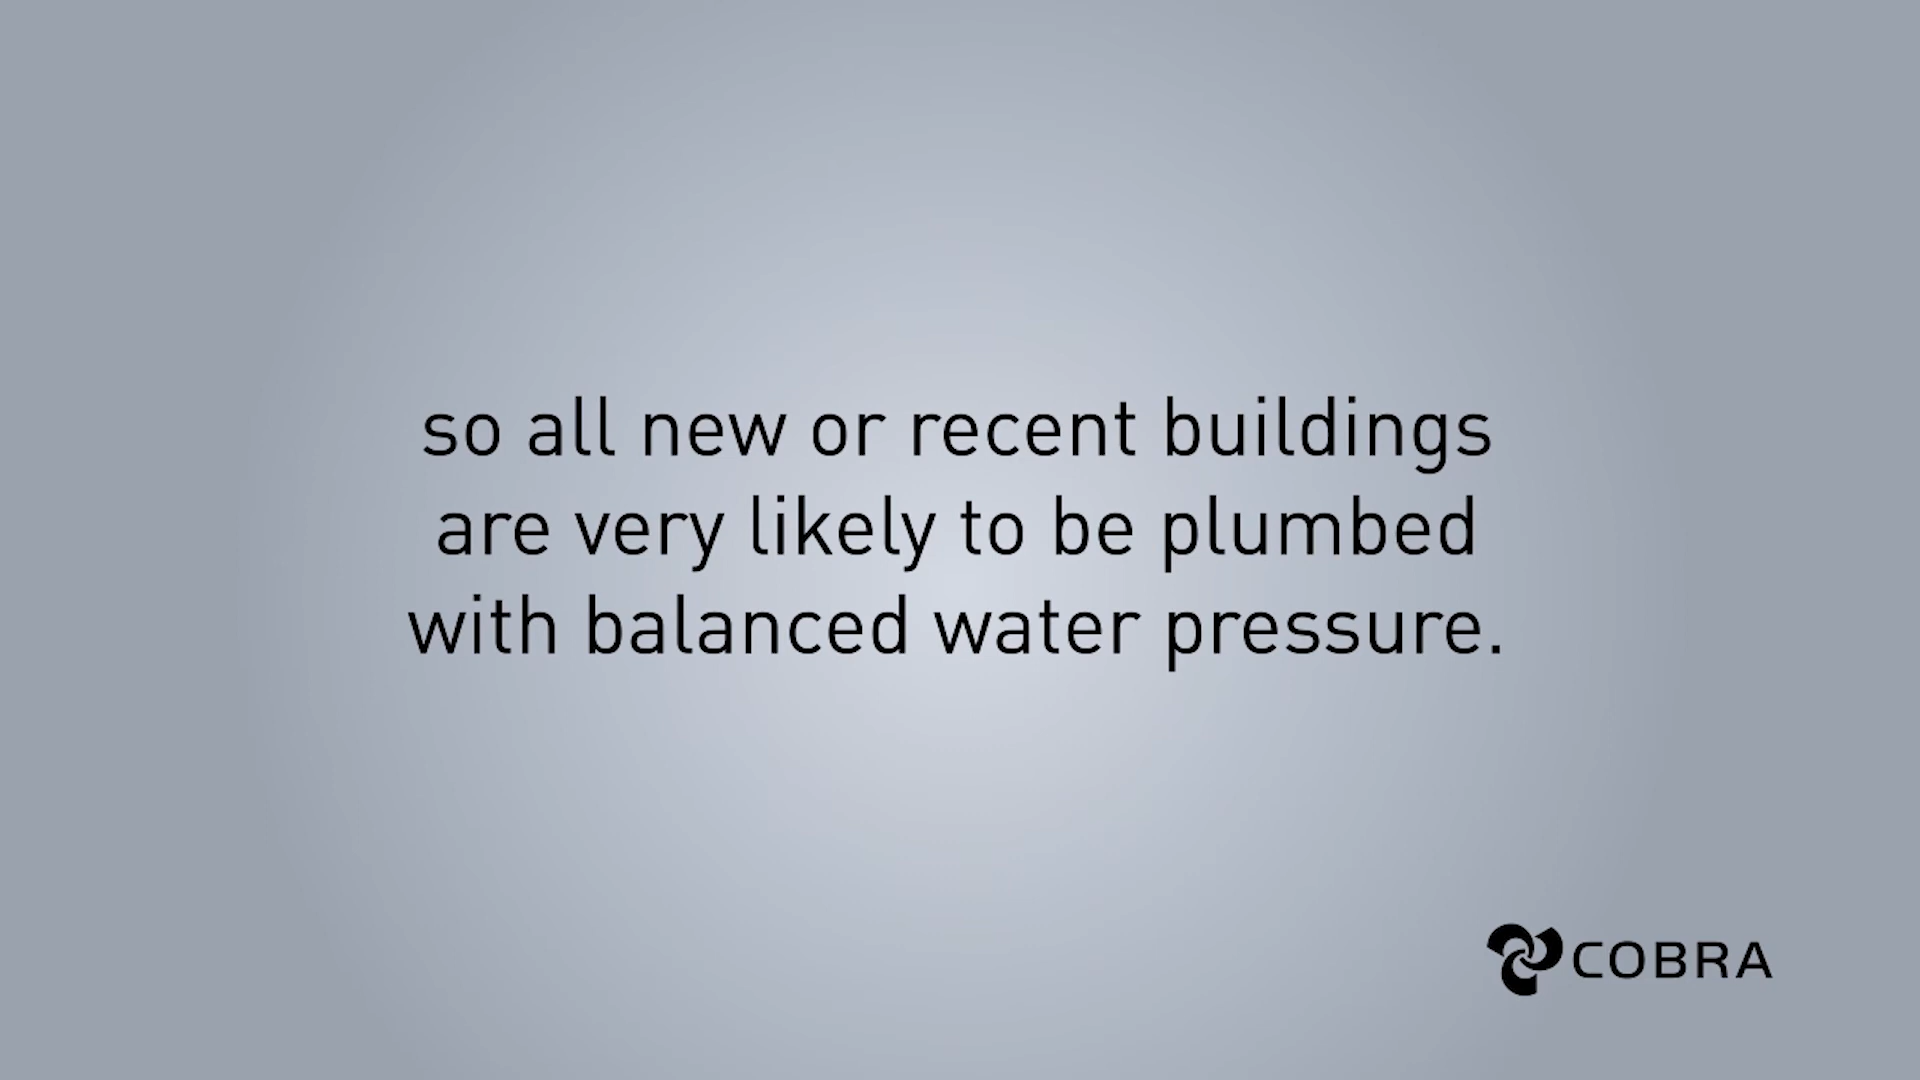 so all new or recent buildings
are very likely to be plumbed
with balanced water pressure.
COBRA